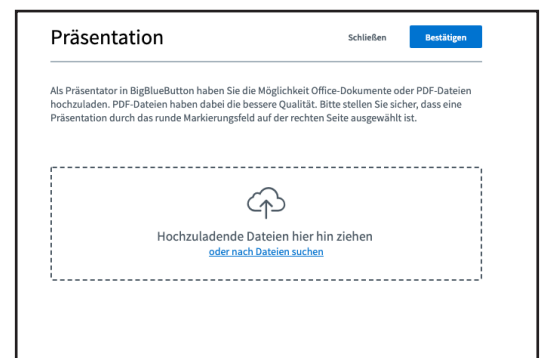 Präsentation
Schließen
Bestätigen
Als Präsentator in BigBlueButton haben Sie die Möglichkeit Office-Dokumente oder PDF-Dateien
hochzuladen. PDF-Dateien haben dabei die bessere Qualität. Bitte stellen Sie sicher, dass eine
Präsentation durch das runde Markierungsfeld auf der rechten Seite ausgewählt ist.
Hochzuladende Dateien hier hin ziehen
oder nach Dateien suchen